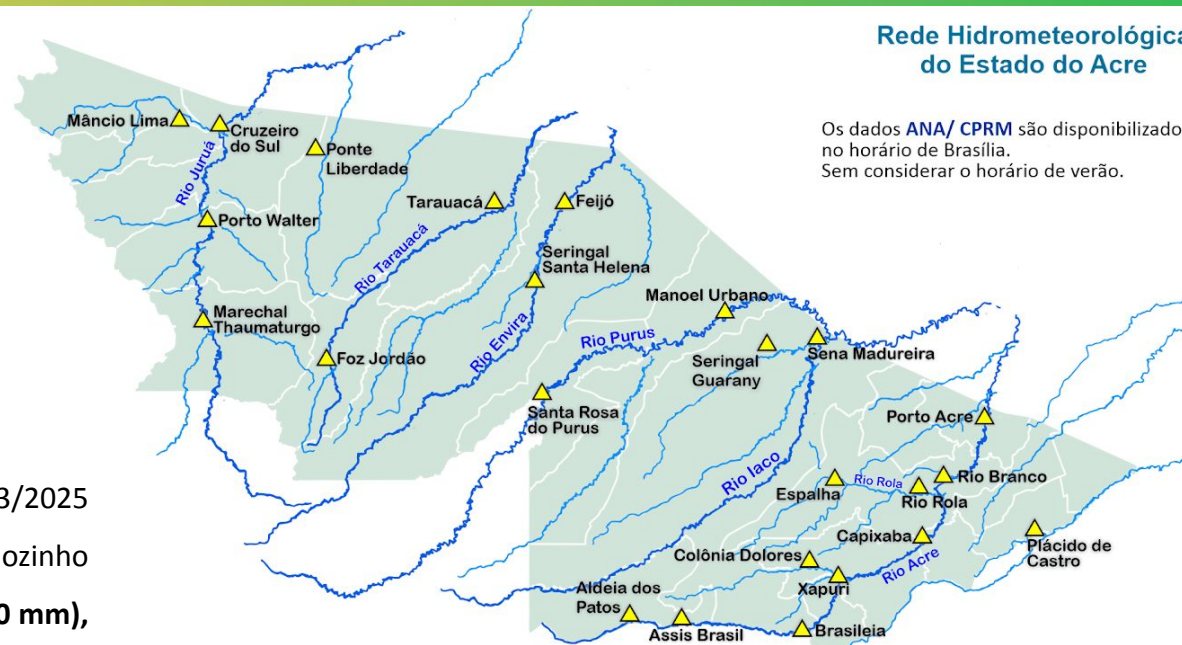 Rede Hidrometeorológica
do Estado do Acre
Os dados ANA/ CPRM são disponibilizado
no horário de Brasília.
Sem considerar o horário de verão.
Mâncio Lima
Cruzeiro
do Sul
Ponte
Liberdade
Rio Juruá
Porto Walter
Tarauacá
Feijó
Rio Tarauacá
Seringal
Santa Helena
Marechal
Thaumaturgo
Foz Jordão
Rio Envira
Manoel Urbano
Rio Purus
Seringal
Guarany
Sena Madureira
Santa Rosa
do Purus
Porto Acre
Rio Iaco
Espalha
Rio Rola
Rio Rola
Rio Branco
Capixaba
Plácido de
Castro
Colônia Dolores
Rio Acre
Xapuri
Aldeia dos
Patos
Assis Brasil
Brasileia
3/2025
ozinho
0 mm),